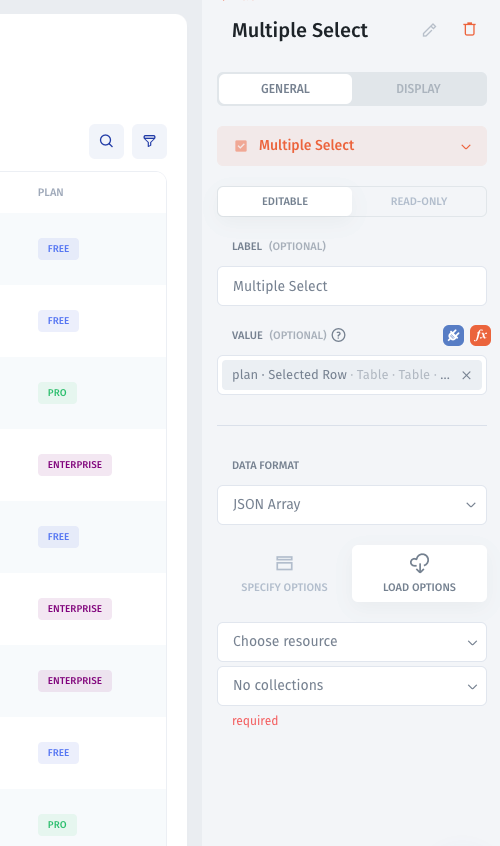 PLAN
FREE
FREE
PRO
ENTERPRISE
FREE
ENTERPRISE
ENTERPRISE
FREE
PRO
Multiple Select
GENERAL DISPLAY
Multiple Select
EDITABLE READ-ONLY
LABEL (OPTIONAL)
Multiple Select
VALUE (OPTIONAL) ? fx
plan · Selected Row · Table · Table · ...
DATA FORMAT
JSON Array
SPECIFY OPTIONS LOAD OPTIONS
Choose resource
No collections
required